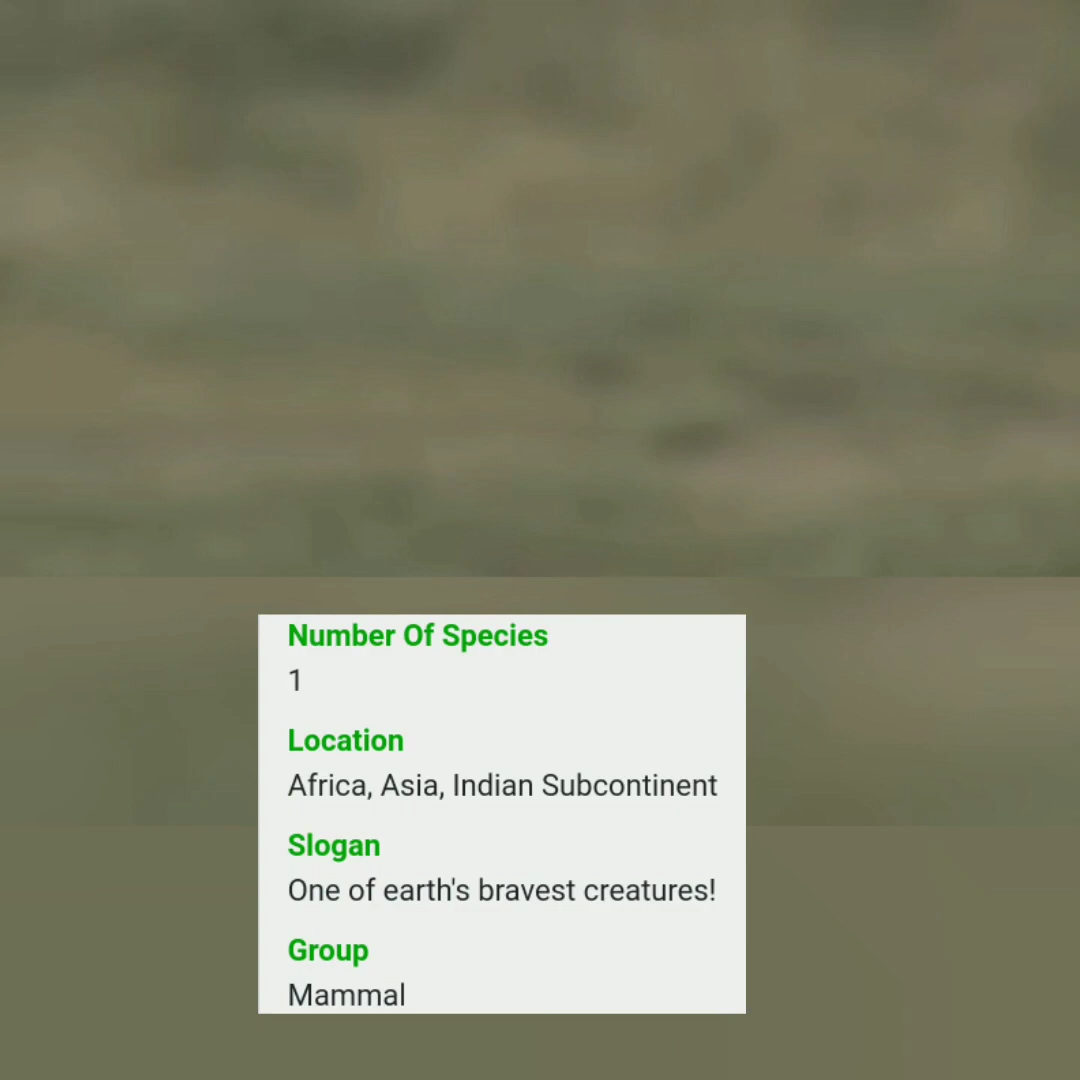 Number Of Species
1
Location
Africa, Asia, Indian Subcontinent
Slogan
One of earth's bravest creatures!
Group
Mammal